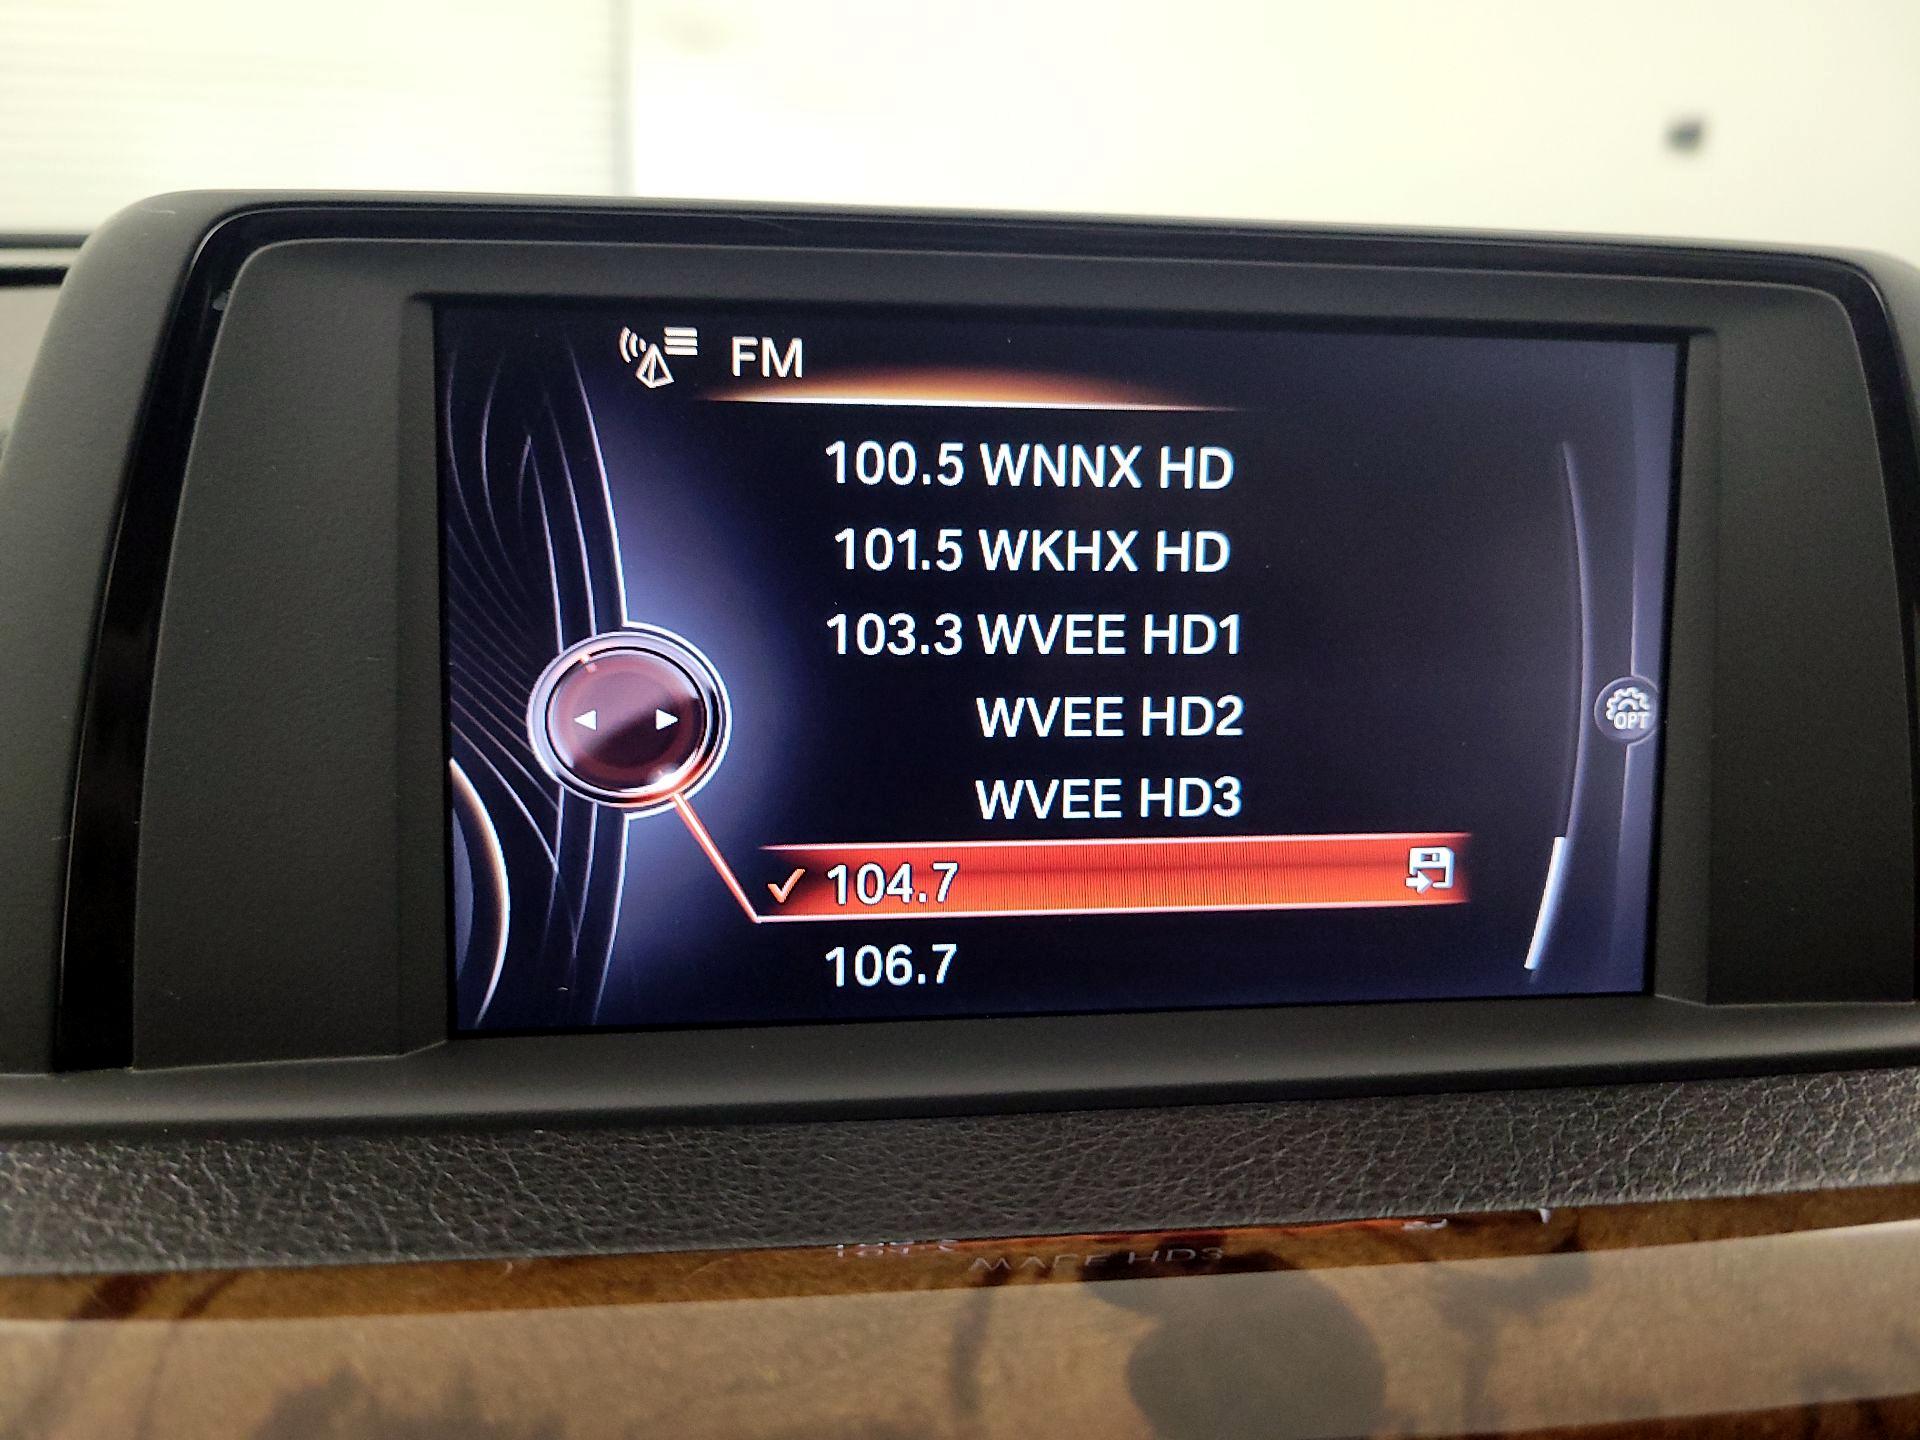 FM
100.5 WNNX HD
101.5 WKHX HD
103.3 WVEE HD1
WVEE HD2
WVEE HD3
OPT
104.7
106.7